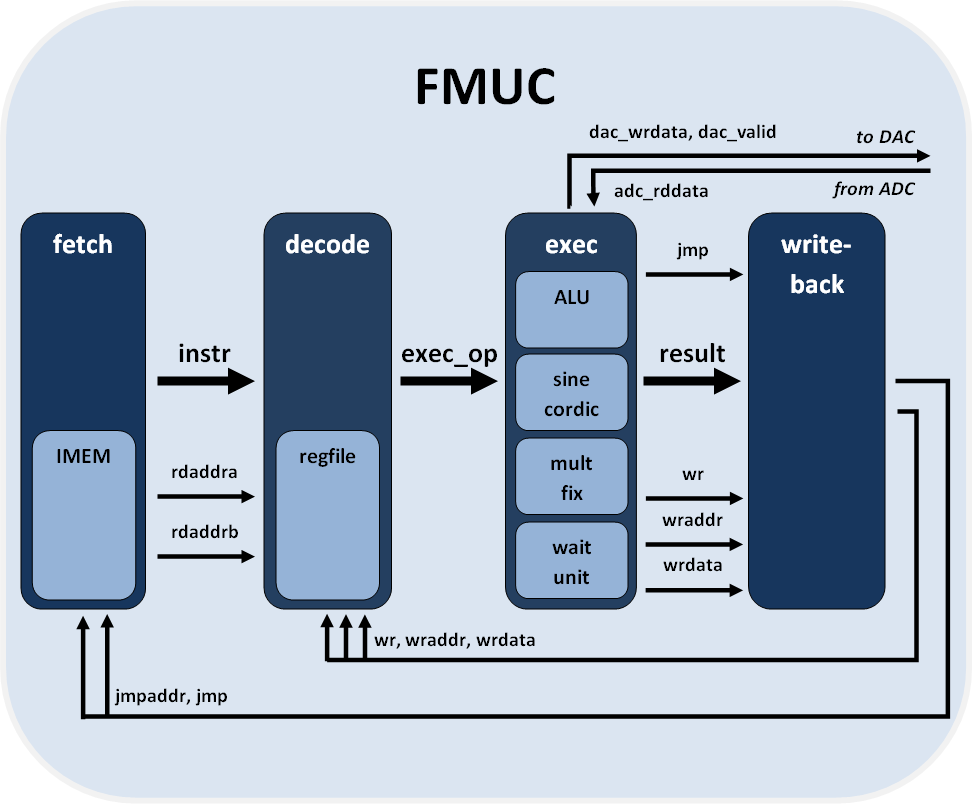 FMUC
dac_wrdata, dac_valid
to DAC
adc_rddata
from ADC
fetch
decode
exec
write-
back
jmp
ALU
instr
exec_op
result
sine
cordic
IMEM
regfile
mult
fix
rdaddra
wr
rdaddrb
wraddr
wait
unit
wrdata
wr, wraddr, wrdata
jmpaddr, jmp